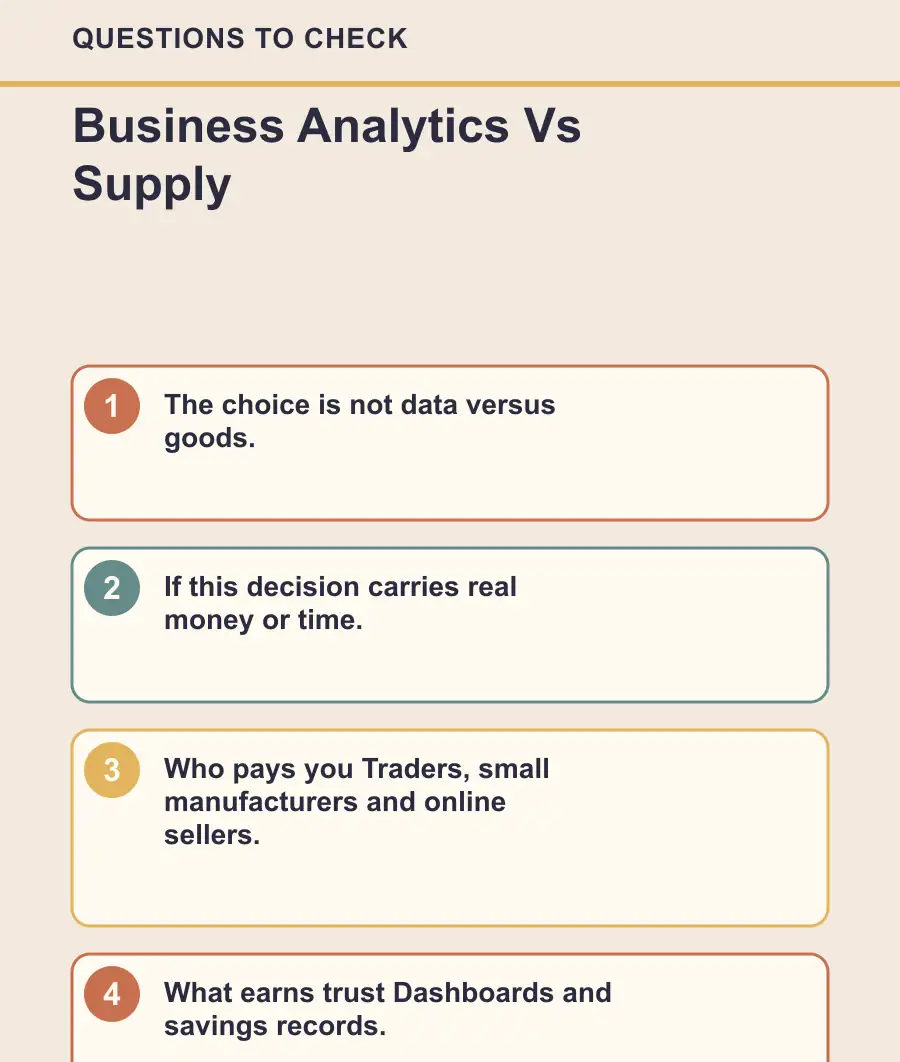 QUESTIONS TO CHECK
Business Analytics Vs
Supply
1
The choice is not data versus
goods.
2
If this decision carries real
money or time.
3
Who pays you Traders, small
manufacturers and online
sellers.
4
What earns trust Dashboards and
savings records.